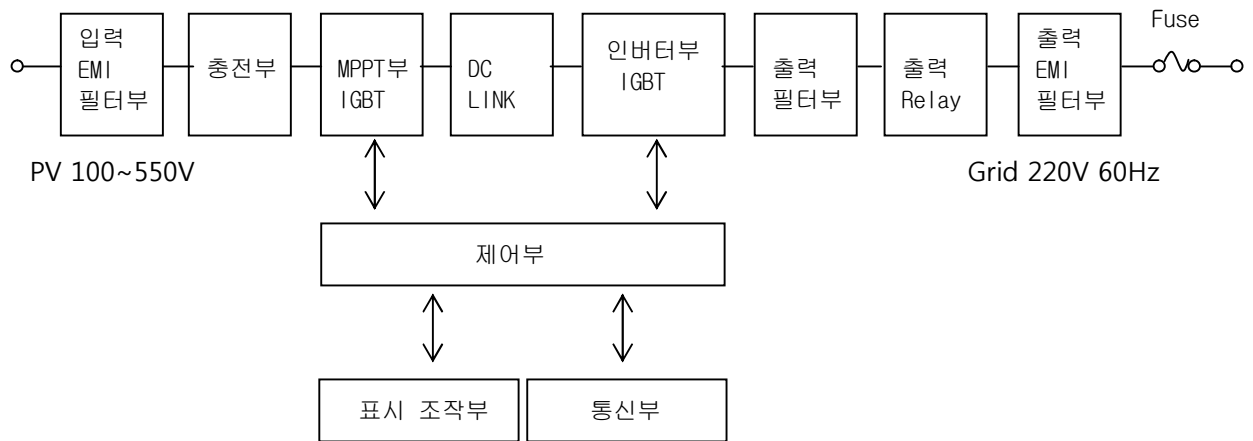 입력
EMI
필터부
충전부
MPPT부
IGBT
DC
LINK
인버터부
IGBT
출력
필터부
출력
Relay
출력
EMI
필터부
Fuse
PV 100~550V
Grid 220V 60Hz
제어부
표시 조작부
통신부